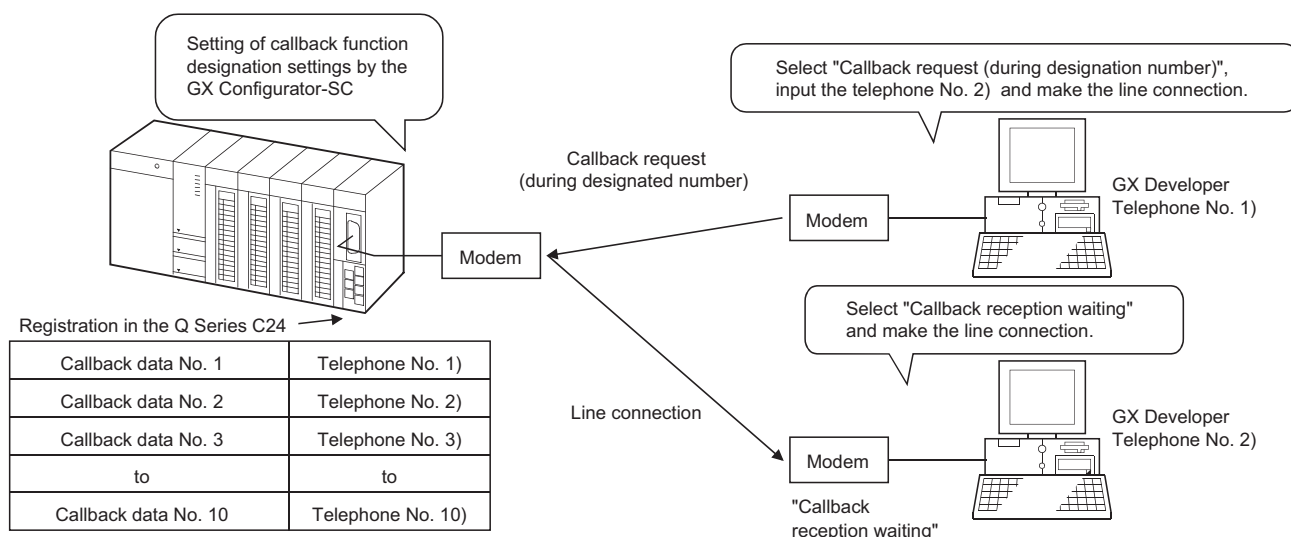 Setting of callback function
designation settings by the
GX Configurator-SC
Select "Callback request (during designation number)",
input the telephone No. 2)  and make the line connection.
Callback request
(during designated number)
Modem
GX Developer
Telephone No. 1)
Modem
Select "Callback reception waiting"
and make the line connection.
Registration in the Q Series C24
Callback data No. 1 Telephone No. 1)
Callback data No. 2 Telephone No. 2)
Callback data No. 3 Telephone No. 3)
to to
Callback data No. 10 Telephone No. 10)
Line connection
GX Developer
Telephone No. 2)
Modem
"Callback
reception waiting"